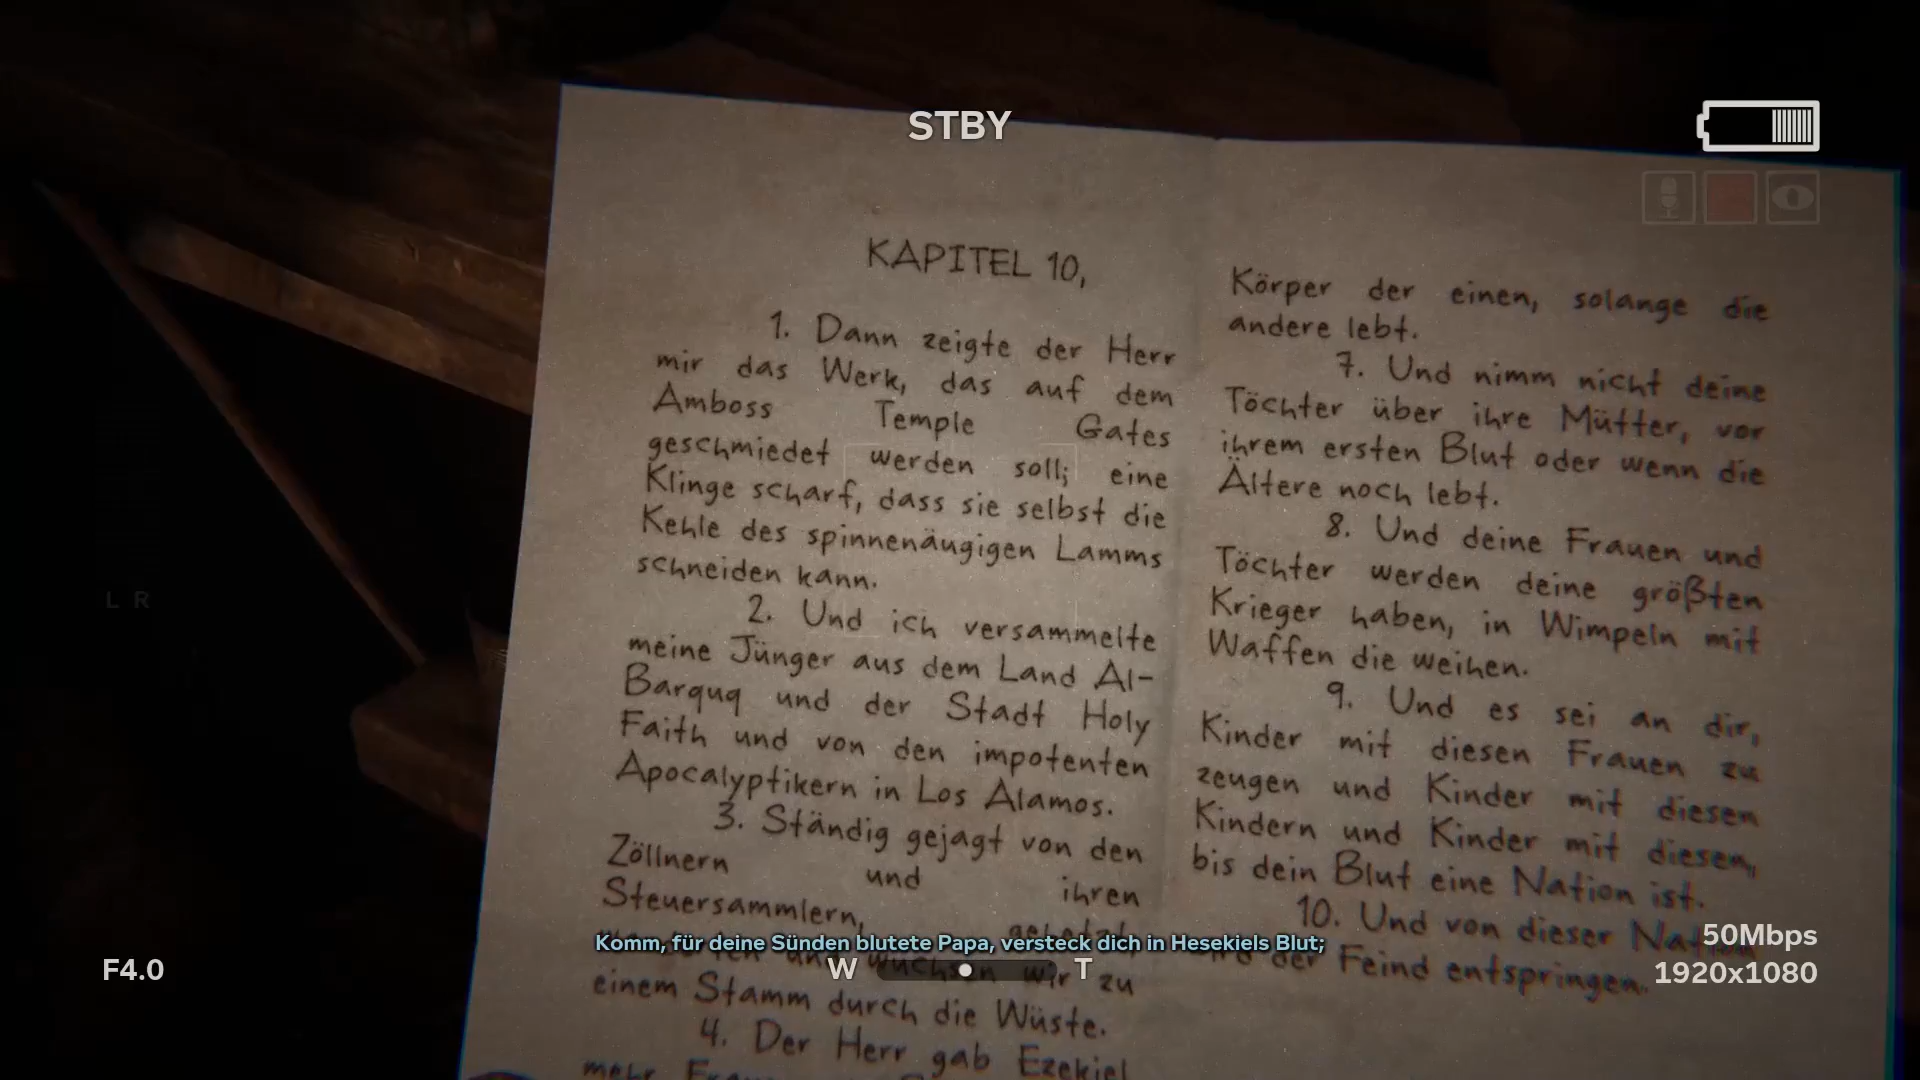 STBY
KAPITEL 10,
1. Dann zeigte der Herr
mir das Werk, das auf dem
Amboss Temple Gates
geschmiedet werden soll; eine
Klinge scharf, dass sie selbst die
Kehle des spinnenäugigen Lamms
schneiden kann.
2. Und ich versammelte
meine Jünger aus dem Land Al-
Barquq und der Stadt Holy
Faith und von den impotenten
Apocalyptikern in Los Alamos.
3. Ständig gejagt von den
Zöllnern und ihren
Steuersammlern,
und wuchsen wir zu
einem Stamm durch die Wüste.
4. Der Herr gab Ezekiel
mehr
Körper der einen, solange die
andere lebt.
7. Und nimm nicht deine
Töchter über ihre Mütter, vor
ihrem ersten Blut oder wenn die
Ältere noch lebt.
8. Und deine Frauen und
Töchter werden deine größten
Krieger haben, in Wimpeln mit
Waffen die weihen.
9. Und es sei an dir,
Kinder mit diesen Frauen zu
zeugen und Kinder mit diesen
Kindern und Kinder mit diesen,
bis dein Blut eine Nation ist.
10. Und von dieser Nation
der Feind entspringen.
Komm, für deine Sünden blutete Papa, versteck dich in Hesekiels Blut;
L R
F4.0
W T
50Mbps
1920x1080